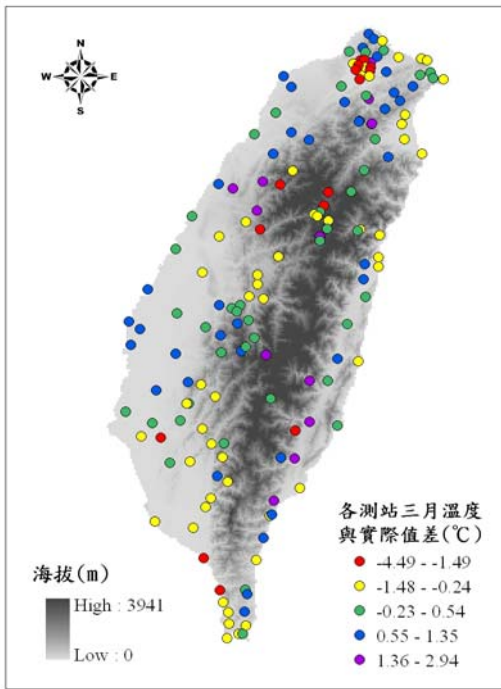 N
W E
S
各測站三月溫度
與實際值差(℃)
-4.49 - -1.49
-1.48 - -0.24
-0.23 - 0.54
0.55 - 1.35
1.36 - 2.94
海拔(m)
High : 3941
Low : 0